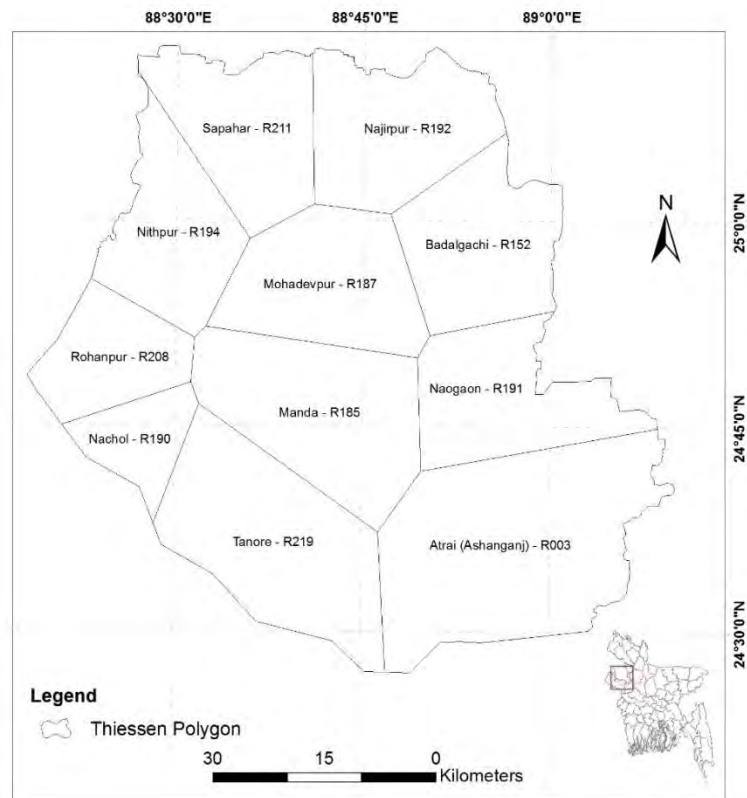 88°30'0"E 88°45'0"E 89°0'0"E
Sapahar - R211
Najirpur - R192
N
Nithpur - R194
Badalgachi - R152
25°0'0"N
Mohadevpur - R187
Rohanpur - R208
Naogaon - R191
Manda - R185
24°45'0"N
Nachol - R190
Tanore - R219
Atrai (Ashanganj) - R003
24°30'0"N
Legend
Thiessen Polygon
30 15 0
Kilometers